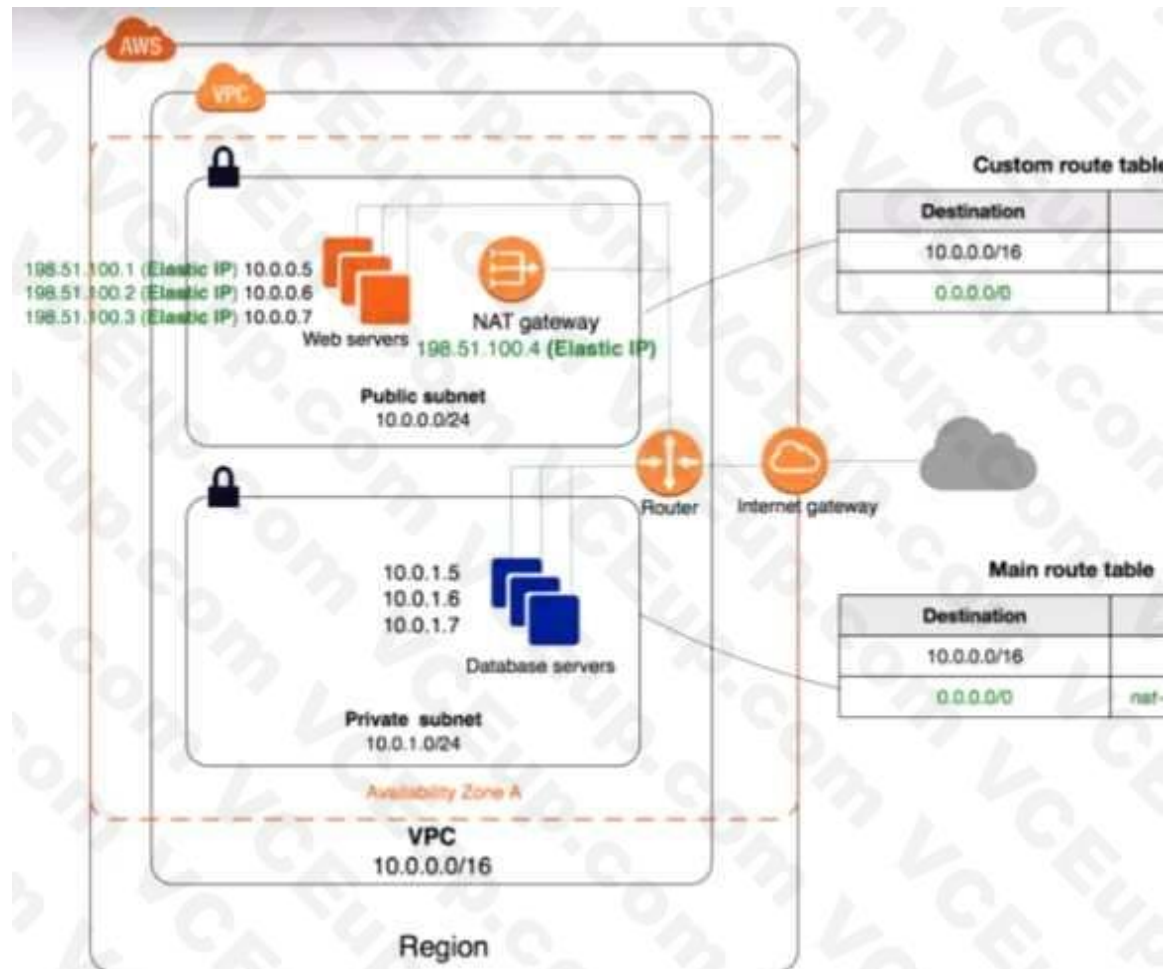 AWS
VPC
Custom route table
Destination
10.0.0.0/16
0.0.0.0/0
198.51.100.1 (Elastic IP) 10.0.0.5
198.51.100.2 (Elastic IP) 10.0.0.6
198.51.100.3 (Elastic IP) 10.0.0.7
Web servers
NAT gateway
198.51.100.4 (Elastic IP)
Public subnet
10.0.0.0/24
Router
Internet gateway
10.0.1.5
10.0.1.6
10.0.1.7
Database servers
Private subnet
10.0.1.0/24
Main route table
Destination
10.0.0.0/16
0.0.0.0/0 nat-
Availability Zone A
VPC
10.0.0.0/16
Region
VCEup.com